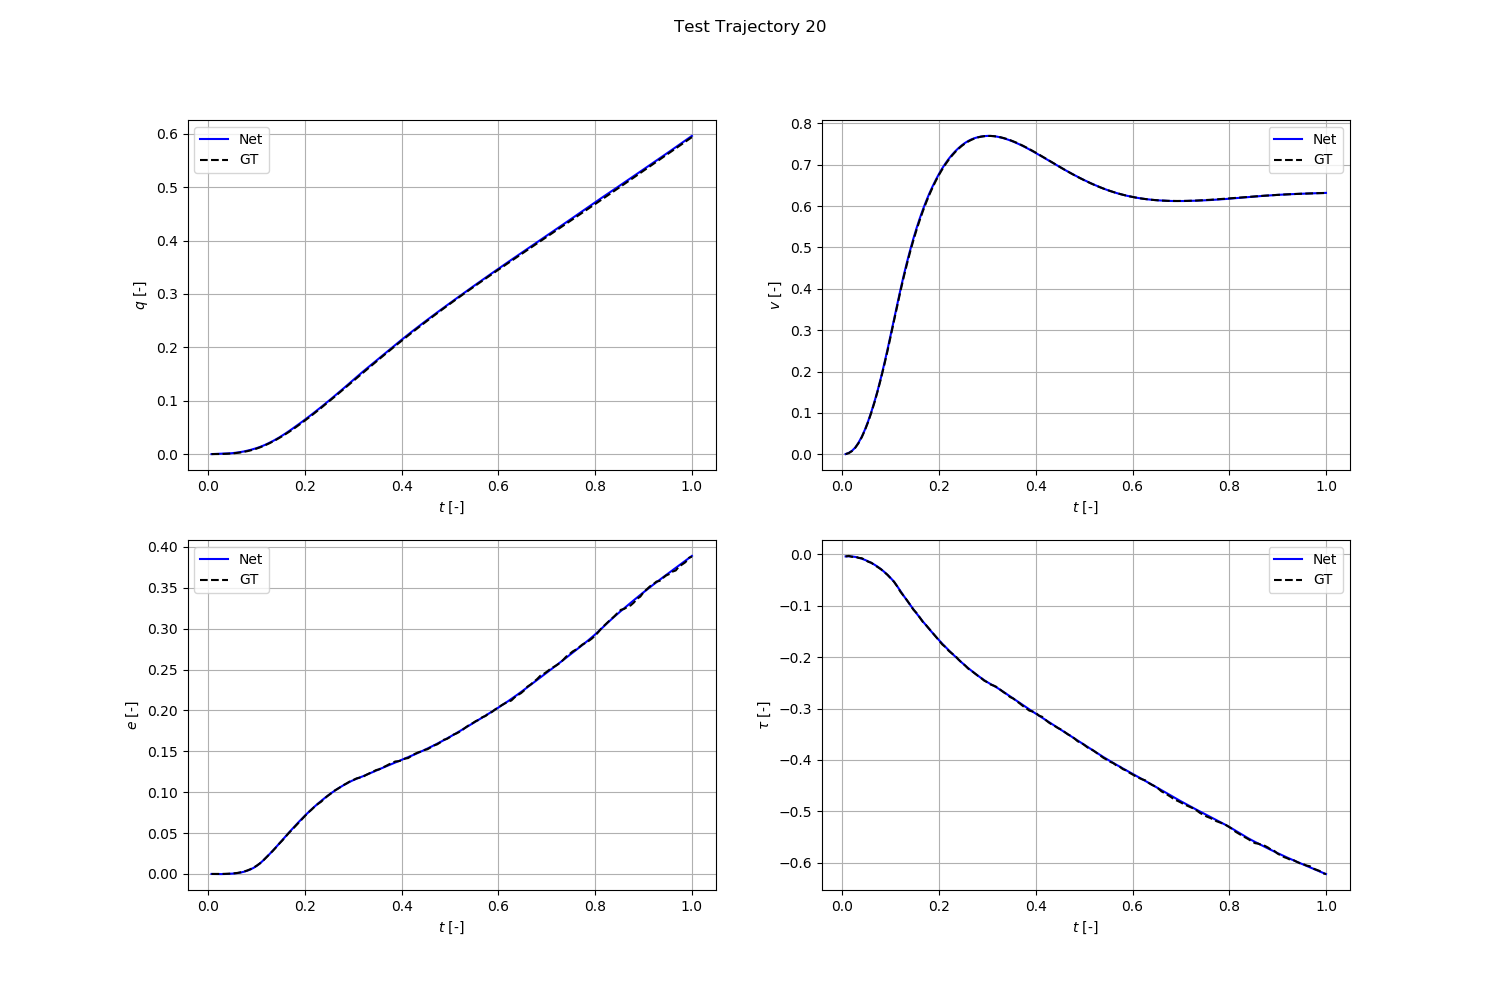 Test Trajectory 20
q [-]
0.6
0.5
0.4
0.3
0.2
0.1
0.0
Net
GT
0.0 0.2 0.4 0.6 0.8 1.0
t [-]
v [-]
0.8
0.7
0.6
0.5
0.4
0.3
0.2
0.1
0.0
Net
GT
0.0 0.2 0.4 0.6 0.8 1.0
t [-]
e [-]
0.40
0.35
0.30
0.25
0.20
0.15
0.10
0.05
0.00
Net
GT
0.0 0.2 0.4 0.6 0.8 1.0
t [-]
τ [-]
0.0
−0.1
−0.2
−0.3
−0.4
−0.5
−0.6
Net
GT
0.0 0.2 0.4 0.6 0.8 1.0
t [-]